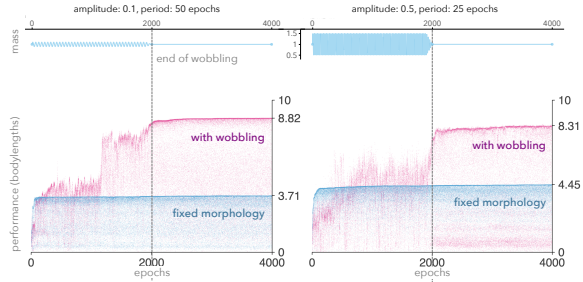 amplitude: 0.1, period: 50 epochs
0 2000 4000
mass
end of wobbling
performance (bodylengths)
10
8.82
with wobbling
3.71
fixed morphology
0
0 2000 4000
epochs
amplitude: 0.5, period: 25 epochs
0 2000 4000
1.5
1
0.5
10
8.31
with wobbling
4.45
fixed morphology
0
0 2000 4000
epochs